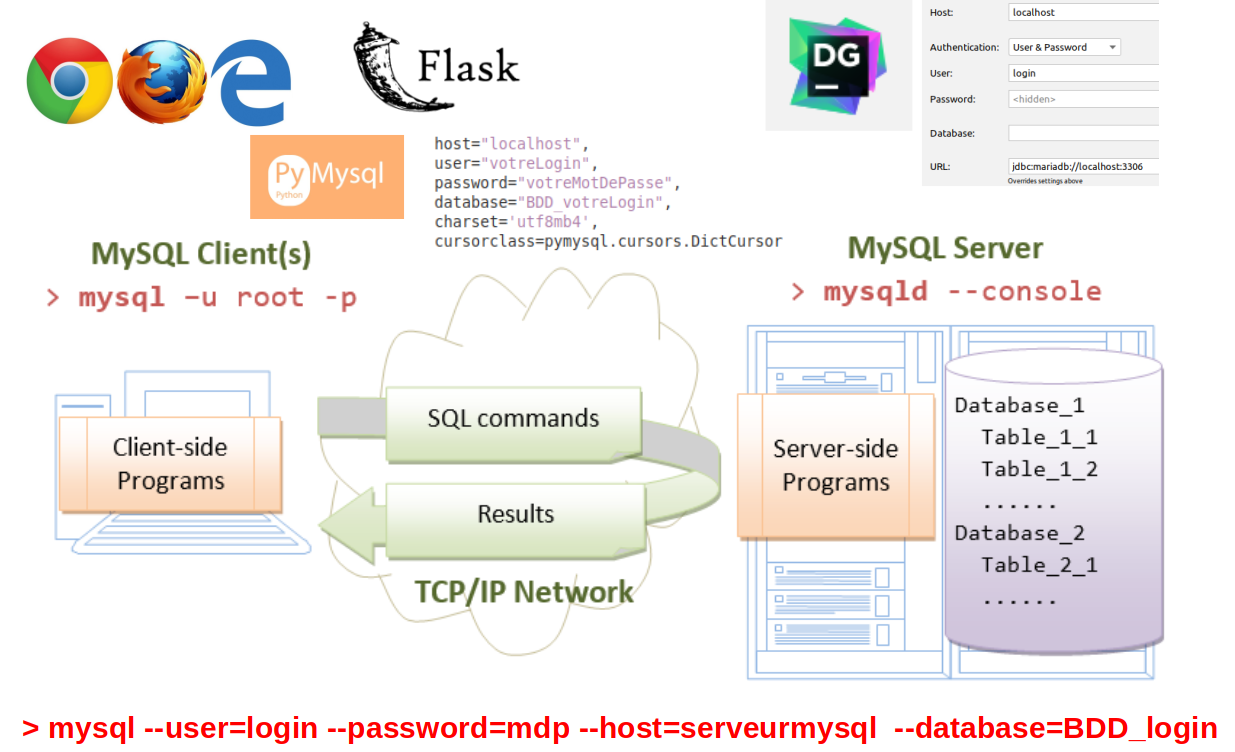 Flask
DG
Host: localhost
Authentication: User & Password
User: login
Password: <hidden>
Database:
URL: jdbc:mariadb://localhost:3306
Overrides settings above
Py
Python
Mysql
host="localhost",
user="votreLogin",
password="votreMotDePasse",
database="BDD_votreLogin",
charset='utf8mb4',
cursorclass=pymysql.cursors.DictCursor
MySQL Client(s)
> mysql –u root -p
MySQL Server
> mysqld --console
Client-side
Programs
SQL commands
Results
TCP/IP Network
Server-side
Programs
Database_1
Table_1_1
Table_1_2
......
Database_2
Table_2_1
......
> mysql --user=login --password=mdp --host=serveurmysql  --database=BDD_login